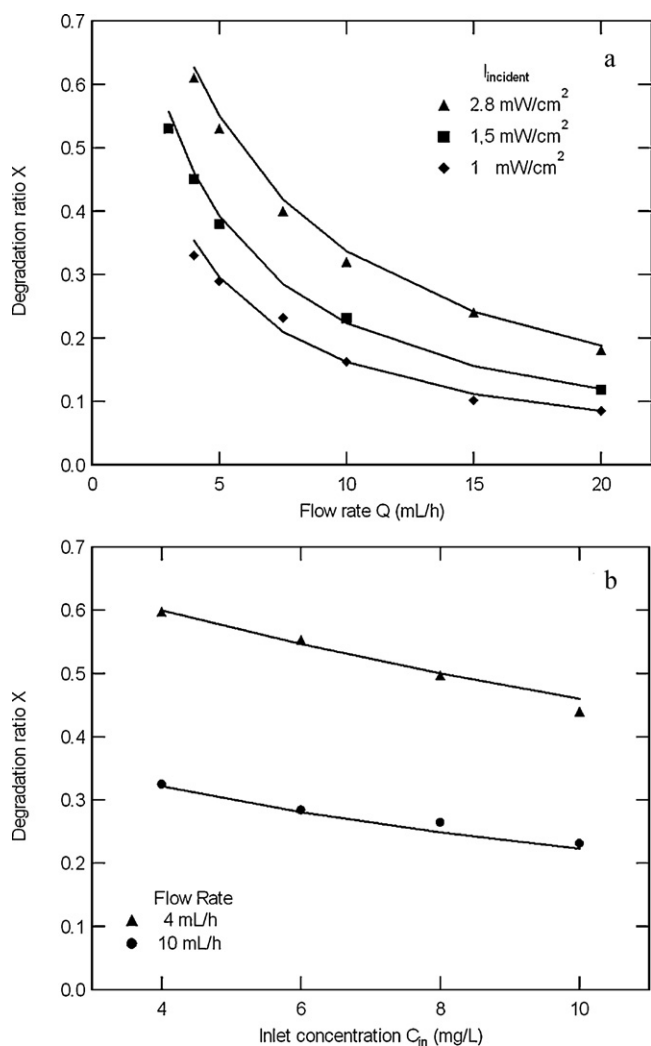 0.7
a
I_incident
0.6
▲ 2.8 mW/cm²
■ 1,5 mW/cm²
0.5
◆ 1 mW/cm²
Degradation ratio X
0.4
0.3
0.2
0.1
0.0
0 5 10 15 20
Flow rate Q (mL/h)
0.7
b
0.6
0.5
Degradation ratio X
0.4
0.3
0.2
Flow Rate
0.1
▲ 4 mL/h
● 10 mL/h
0.0
4 6 8 10
Inlet concentration C_in (mg/L)